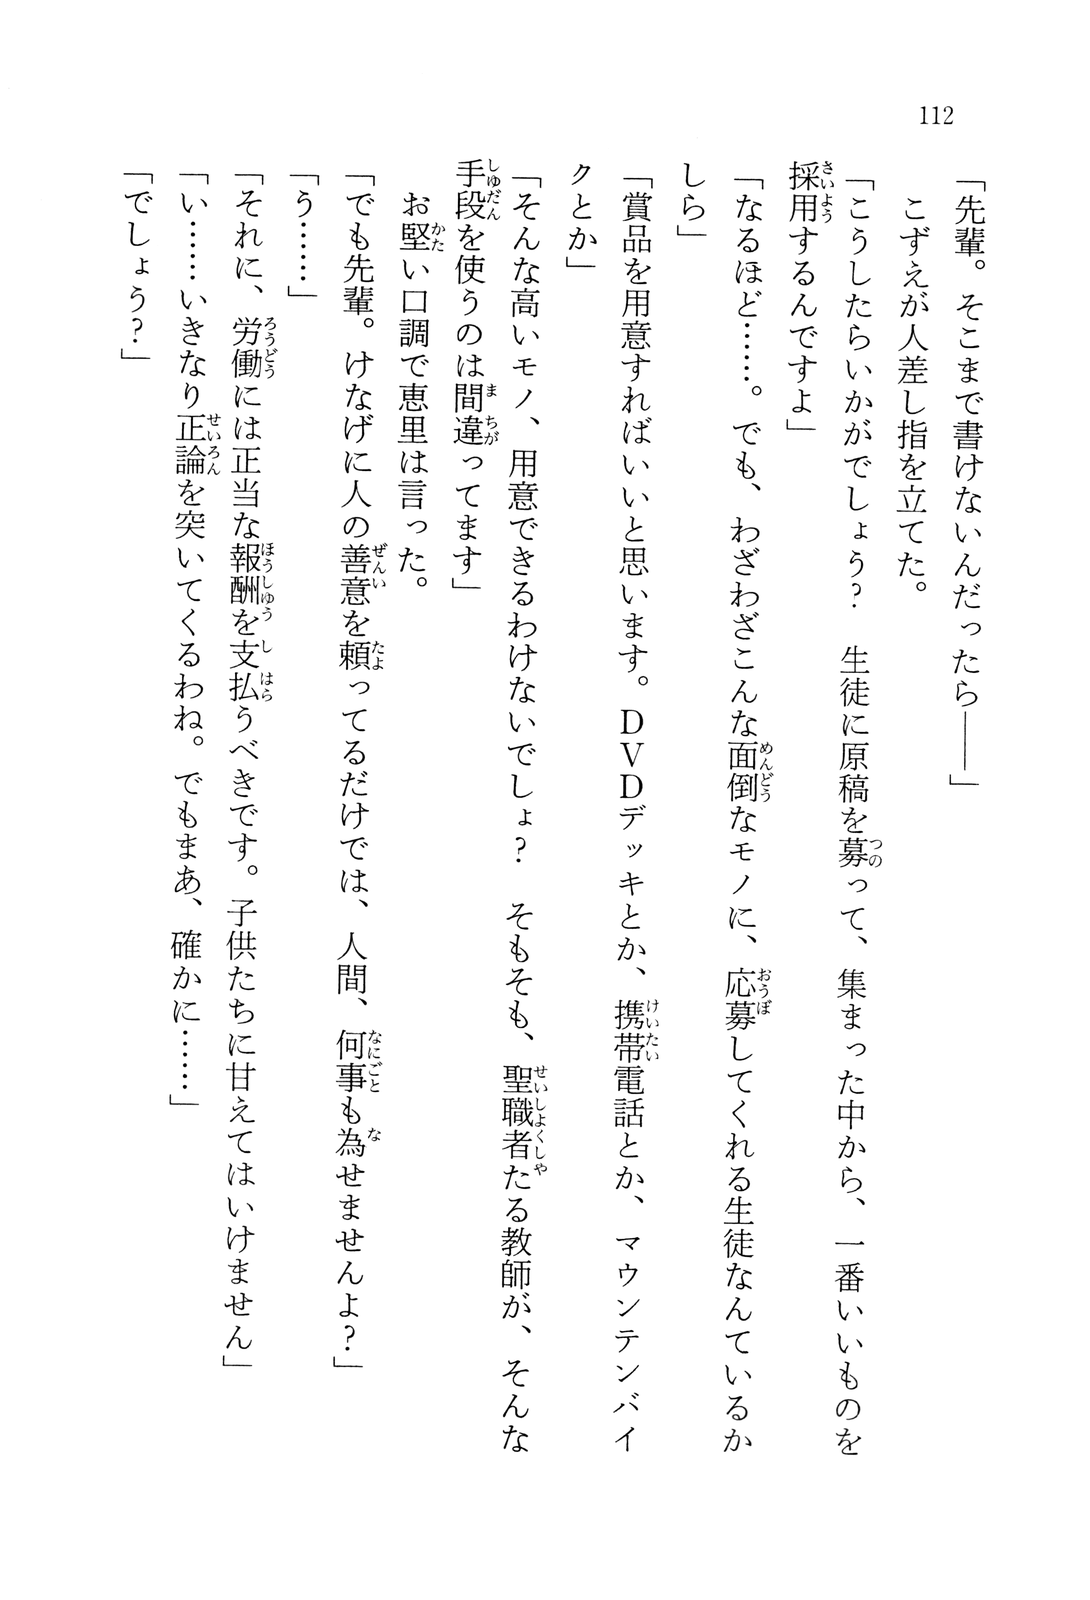 112
「先輩。そこまで書けないんだったら――」
こずえが人差し指を立てた。
「こうしたらいかがでしょう?　生徒に原稿を募って、集まった中から、一番いいものを
採用するんですよ」
「なるほど……。でも、わざわざこんな面倒なモノに、応募してくれる生徒なんているか
しら」
「賞品を用意すればいいと思います。DVDデッキとか、携帯電話とか、マウンテンバイ
クとか」
「そんな高いモノ、用意できるわけないでしょ?　そもそも、聖職者たる教師が、そんな
手段を使うのは間違ってます」
お堅い口調で恵里は言った。
「でも先輩。けなげに人の善意を頼ってるだけでは、人間、何事も為せませんよ?」
「う……」
「それに、労働には正当な報酬を支払うべきです。子供たちに甘えてはいけません」
「い……いきなり正論を突いてくるわね。でもまあ、確かに……」
「でしょう?」